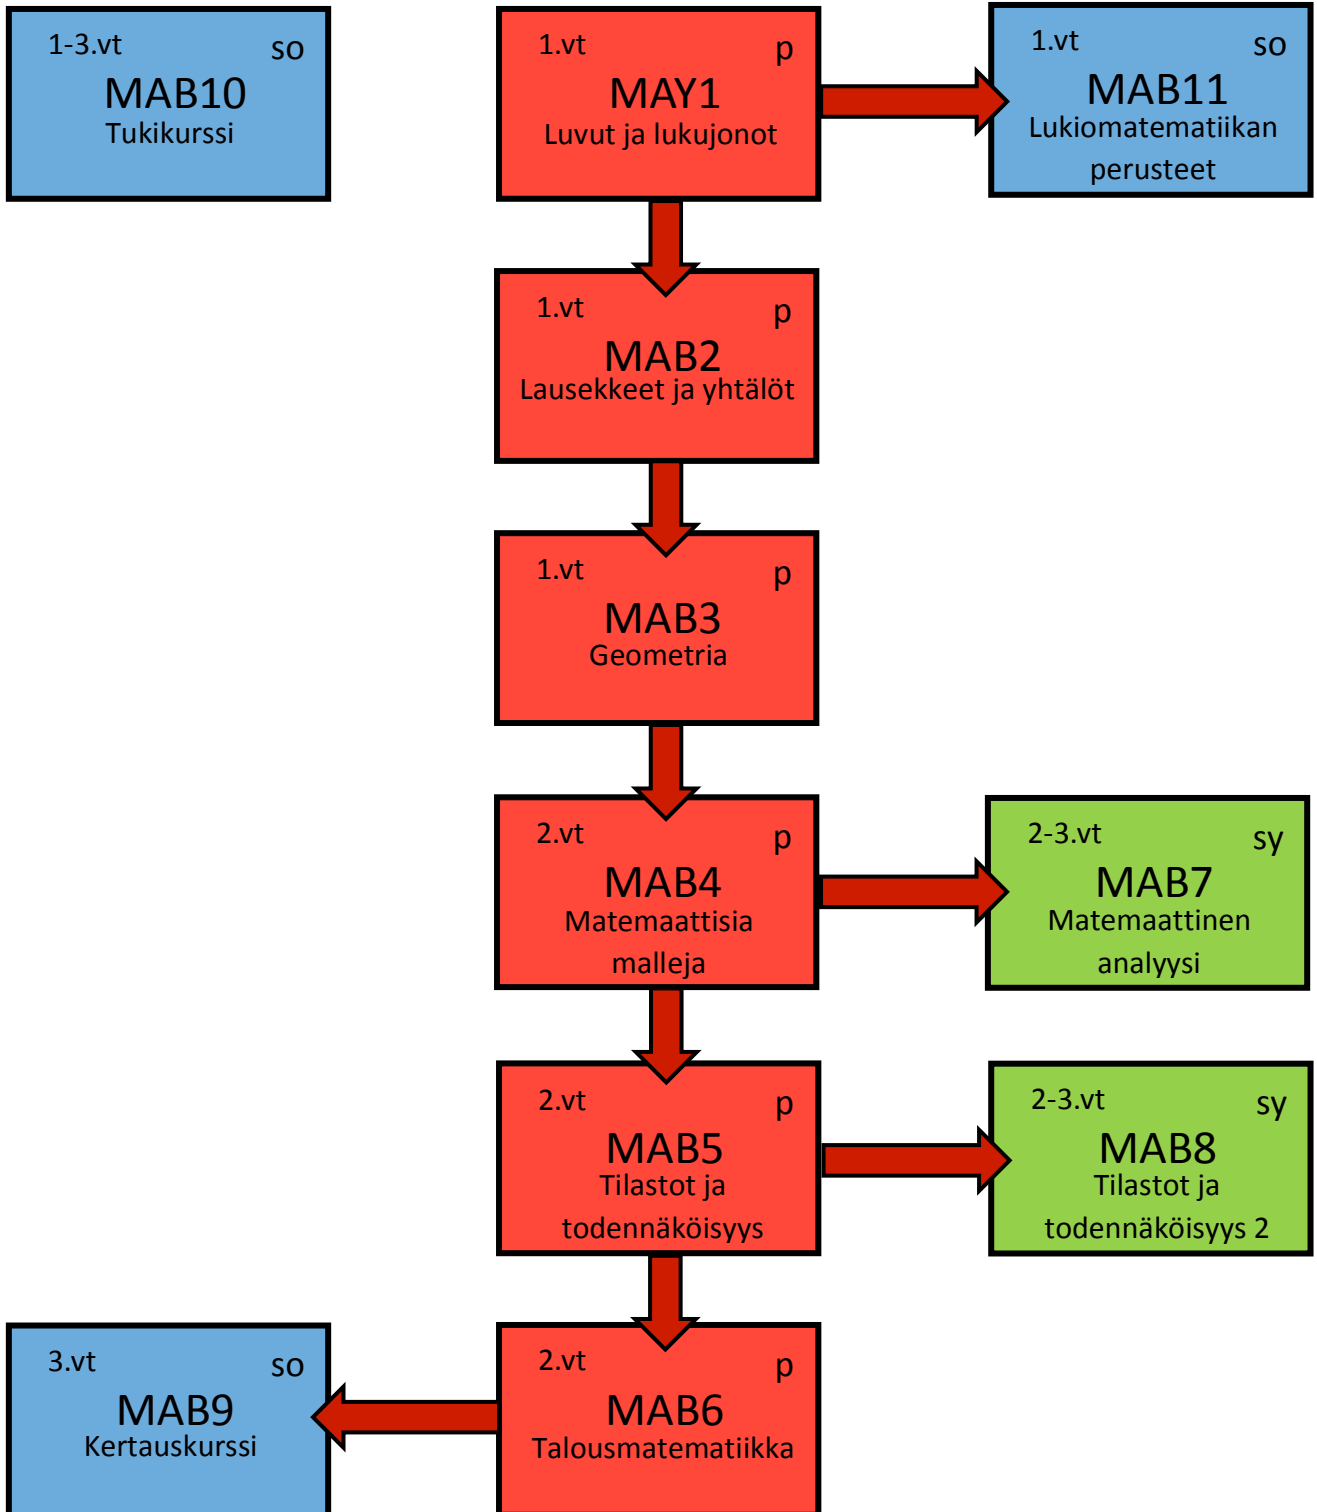 1-3.vt so
MAB10
Tukikurssi
1.vt p
MAY1
Luvut ja lukujonot
1.vt so
MAB11
Lukiomatematiikan
perusteet
1.vt p
MAB2
Lausekkeet ja yhtälöt
1.vt p
MAB3
Geometria
2.vt p
MAB4
Matemaattisia
malleja
2-3.vt sy
MAB7
Matemaattinen
analyysi
2.vt p
MAB5
Tilastot ja
todennäköisyys
2-3.vt sy
MAB8
Tilastot ja
todennäköisyys 2
3.vt so
MAB9
Kertauskurssi
2.vt p
MAB6
Talousmatematiikka